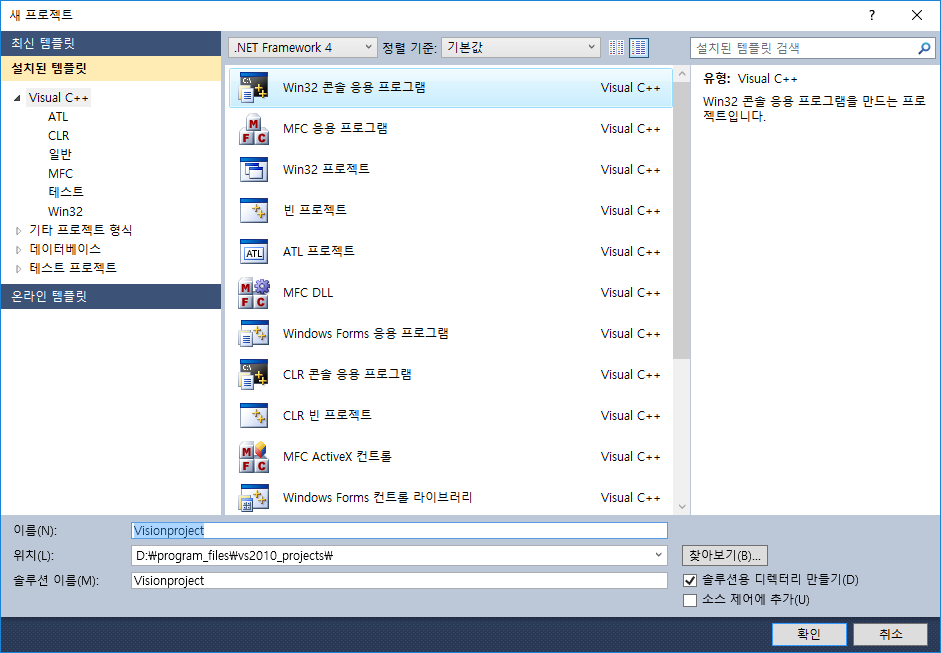 새 프로젝트
?
최신 템플릿
.NET Framework 4
정렬 기준:
기본값
설치된 템플릿 검색
설치된 템플릿
Visual C++
ATL
CLR
일반
MFC
테스트
Win32
기타 프로젝트 형식
데이터베이스
테스트 프로젝트
온라인 템플릿
C:\
Win32 콘솔 응용 프로그램 Visual C++
M F C
MFC 응용 프로그램 Visual C++
Win32 프로젝트 Visual C++
빈 프로젝트 Visual C++
ATL
ATL 프로젝트 Visual C++
M F C
MFC DLL Visual C++
Windows Forms 응용 프로그램 Visual C++
C:\
CLR 콘솔 응용 프로그램 Visual C++
CLR 빈 프로젝트 Visual C++
M F C
MFC ActiveX 컨트롤 Visual C++
Windows Forms 컨트롤 라이브러리 Visual C++
유형: Visual C++
Win32 콘솔 응용 프로그램을 만드는 프로
젝트입니다.
이름(N): Visionproject
위치(L): D:₩program_files₩vs2010_projects₩
찾아보기(B)...
솔루션 이름(M): Visionproject
솔루션용 디렉터리 만들기(D)
소스 제어에 추가(U)
확인
취소